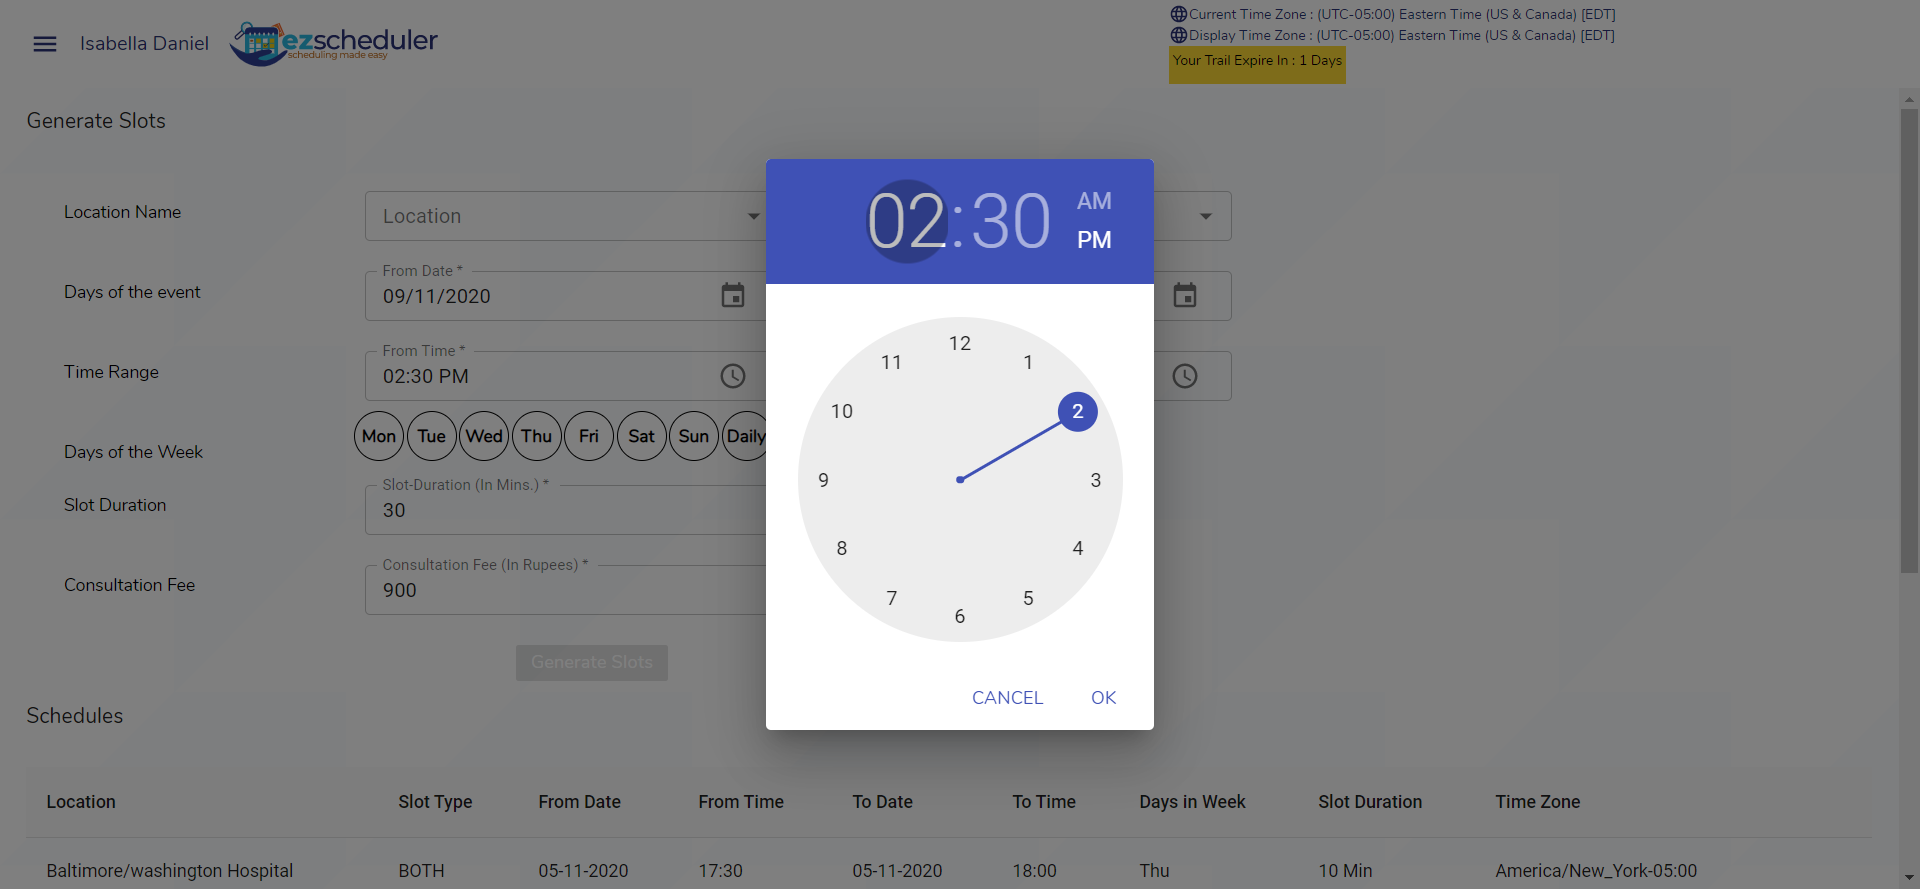 Isabella Daniel
ezscheduler
scheduling made easy
Current Time Zone : (UTC-05:00) Eastern Time (US & Canada) [EDT]
Display Time Zone : (UTC-05:00) Eastern Time (US & Canada) [EDT]
Your Trail Expire In : 1 Days
Generate Slots
Location Name
Location
Days of the event
From Date *
09/11/2020
Time Range
From Time *
02:30 PM
Days of the Week
Mon Tue Wed Thu Fri Sat Sun Daily
Slot Duration
Slot-Duration (In Mins.) *
30
Consultation Fee
Consultation Fee (In Rupees) *
900
Generate Slots
02:30
AM
PM
12
11 1
10 2
9 3
8 4
7 5
6
CANCEL OK
Schedules
Location Slot Type From Date From Time To Date To Time Days in Week Slot Duration Time Zone
Baltimore/washington Hospital BOTH 05-11-2020 17:30 05-11-2020 18:00 Thu 10 Min America/New_York-05:00